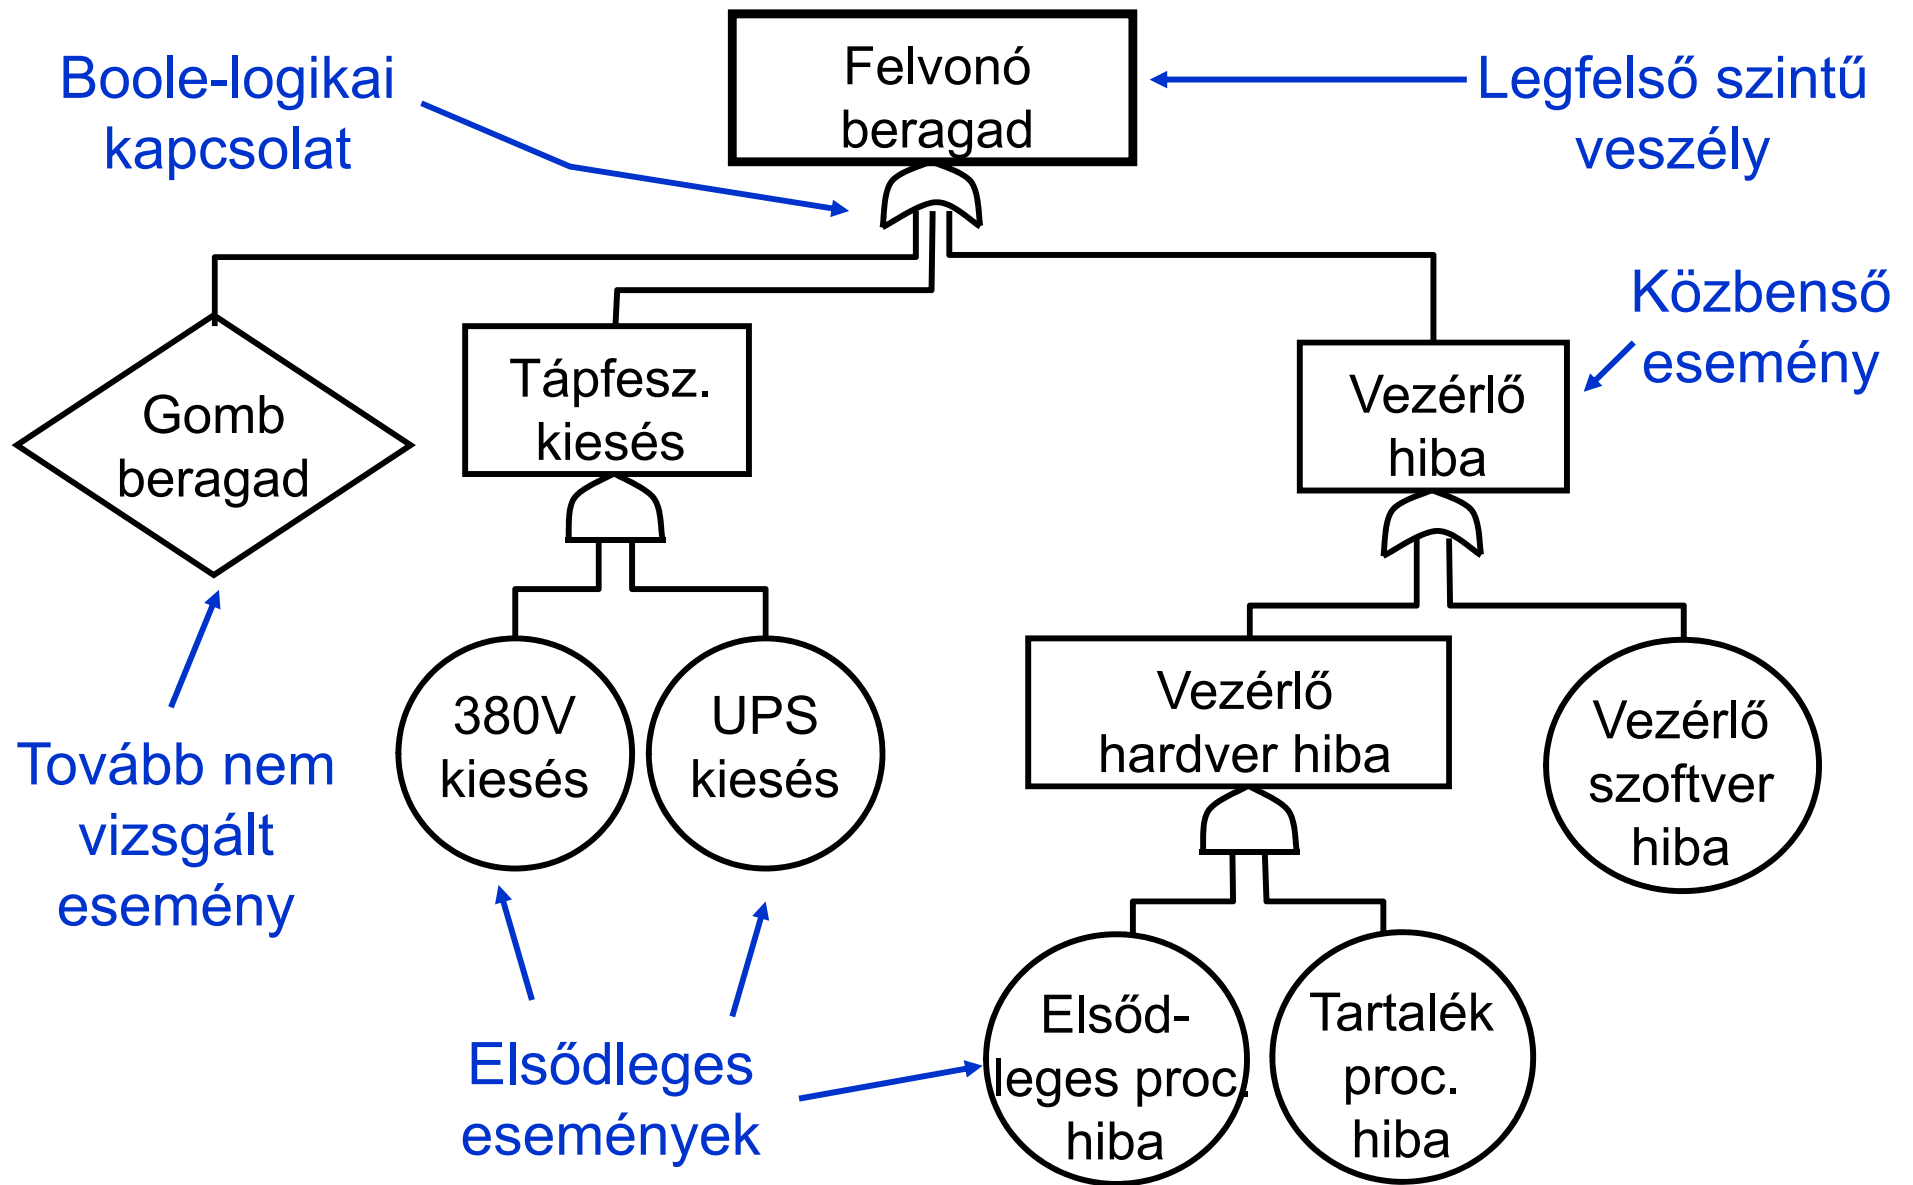 Boole-logikai
kapcsolat
Felvonó
beragad
Legfelső szintű
veszély
Közbenső
esemény
Gomb
beragad
Tápfesz.
kiesés
Vezérlő
hiba
380V
kiesés
UPS
kiesés
Vezérlő
hardver hiba
Vezérlő
szoftver
hiba
Tovább nem
vizsgált
esemény
Elsődleges
események
Elsőd-
leges proc.
hiba
Tartalék
proc.
hiba